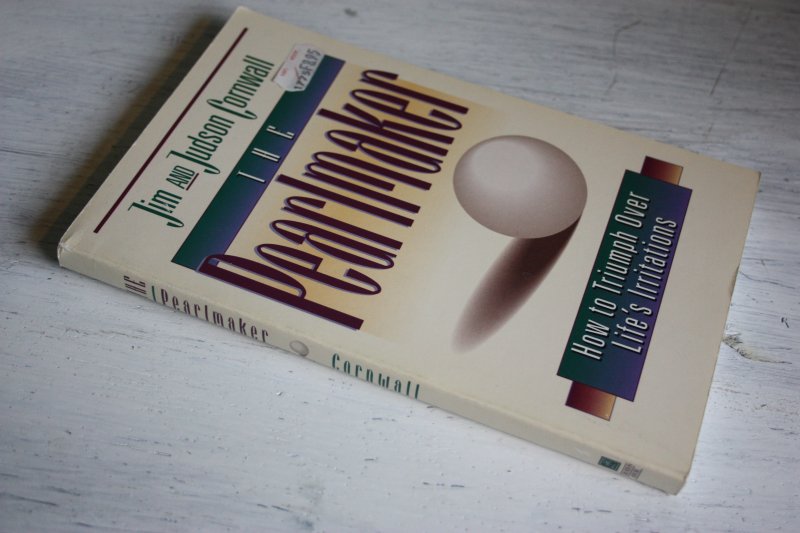 Jim AND Judson Cornwall
THE
Pearlmaker
How to Triumph Over
Life's Irritations
THE
Pearlmaker
Cornwall